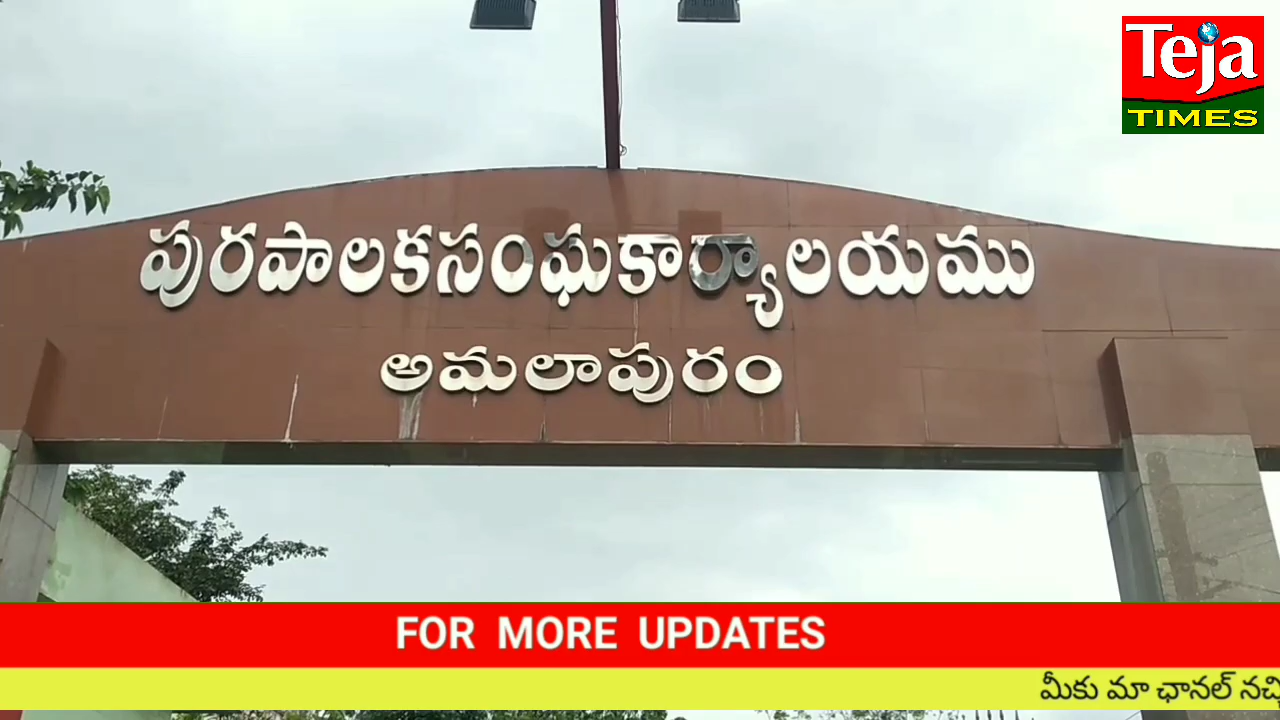 Teja
TIMES
పురపాలకసంఘకార్యాలయము
అమలాపురం
FOR MORE UPDATES
మీకు మా ఛానల్